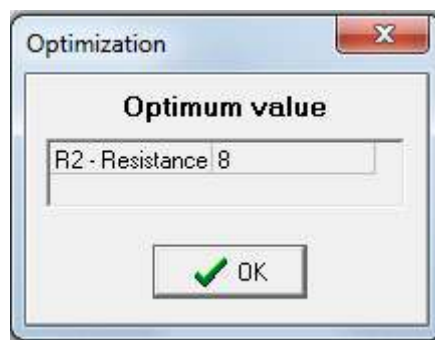 Optimization
Optimum value
R2 - Resistance 8
OK